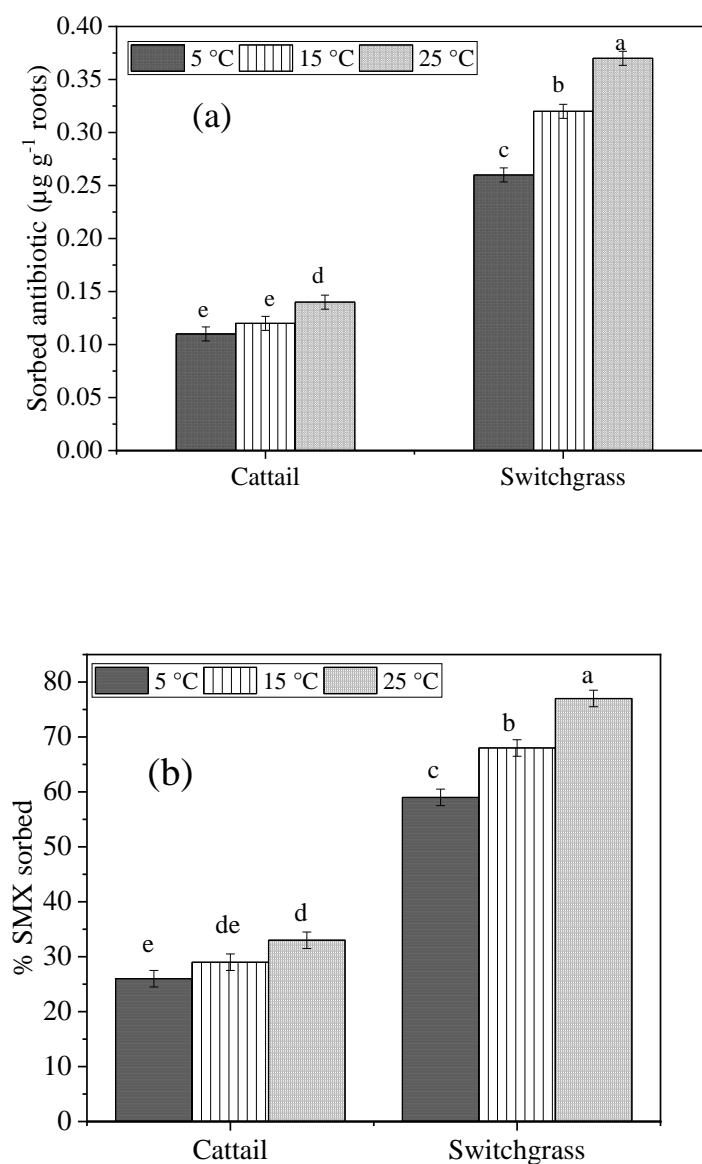 5 °C 15 °C 25 °C
(a)
Sorbed antibiotic (µg g⁻¹ roots)
0.40
0.35
0.30
0.25
0.20
0.15
0.10
0.05
0.00
e e d c b a
Cattail Switchgrass
5 °C 15 °C 25 °C
(b)
% SMX sorbed
80
70
60
50
40
30
20
10
0
e de d c b a
Cattail Switchgrass